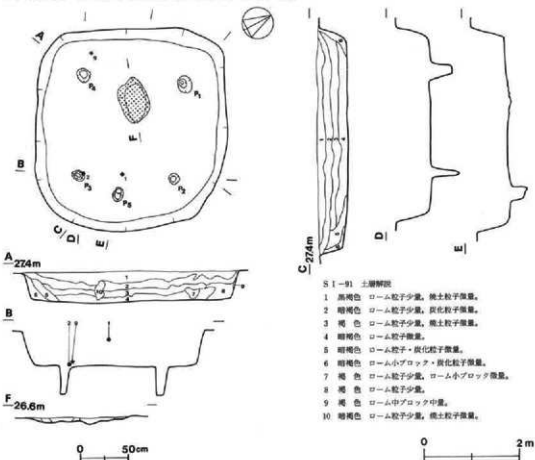 A
P4
P1
F
B
P3
P2
P5
C
D
E
A
27.4m
B
F
26.6m
0 50cm
C 27.4m
D
E
SI-91 土層解説
1 黒褐色 ローム粒子少量，焼土粒子微量。
2 暗褐色 ローム粒子少量，炭化粒子微量。
3 褐色 ローム粒子少量，焼土粒子微量。
4 暗褐色 ローム粒子微量。
5 暗褐色 ローム粒子・炭化粒子微量。
6 暗褐色 ローム小ブロック・炭化粒子微量。
7 褐色 ローム粒子少量，ローム小ブロック微量。
8 褐色 ローム粒子少量。
9 褐色 ローム中ブロック中量。
10 暗褐色 ローム粒子少量，焼土粒子微量。
0 2m